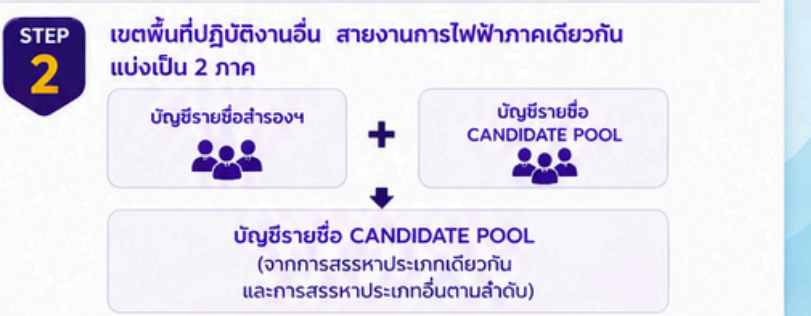 STEP
2
เขตพื้นที่ปฏิบัติงานอื่น สายงานการไฟฟ้าภาคเดียวกัน
แบ่งเป็น 2 ภาค
บัญชีรายชื่อสำรองฯ
+
บัญชีรายชื่อ
CANDIDATE POOL
บัญชีรายชื่อ CANDIDATE POOL
(จากการสรรหาประเภทเดียวกัน
และการสรรหาประเภทอื่นตามลำดับ)